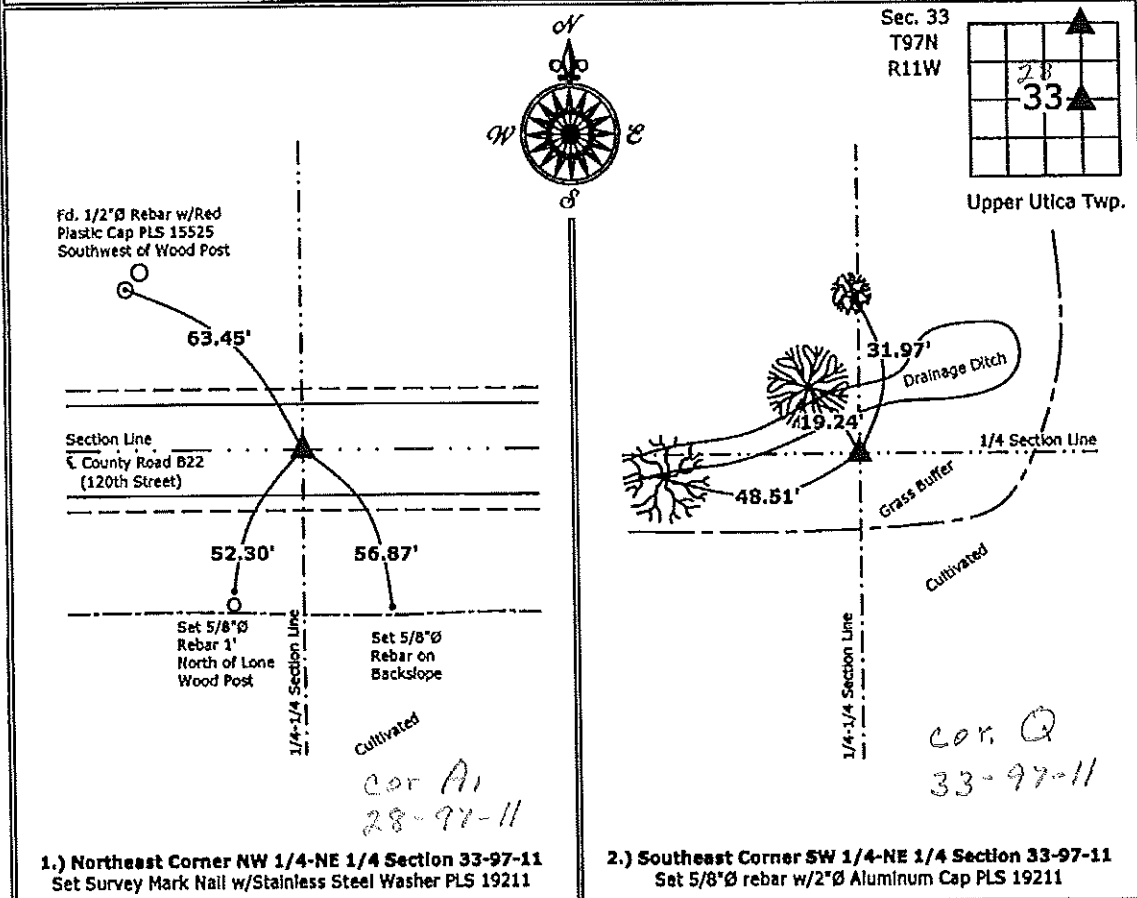 N
W
E
S
Sec. 33
T97N
R11W
28
33
Upper Utica Twp.
Fd. 1/2"Ø Rebar w/Red
Plastic Cap PLS 15525
Southwest of Wood Post
63.45'
Section Line
℄ County Road B22
(120th Street)
52.30'
56.87'
Set 5/8"Ø
Rebar 1'
North of Lone
Wood Post
1/4-1/4 Section Line
Set 5/8"Ø
Rebar on
Backslope
Cultivated
cor A1
28-97-11
1.) Northeast Corner NW 1/4-NE 1/4 Section 33-97-11
Set Survey Mark Nail w/Stainless Steel Washer PLS 19211
31.97'
Drainage Ditch
19.24'
1/4 Section Line
48.51'
Grass Buffer
Cultivated
1/4-1/4 Section Line
cor. Q
33-97-11
2.) Southeast Corner SW 1/4-NE 1/4 Section 33-97-11
Set 5/8"Ø rebar w/2"Ø Aluminum Cap PLS 19211